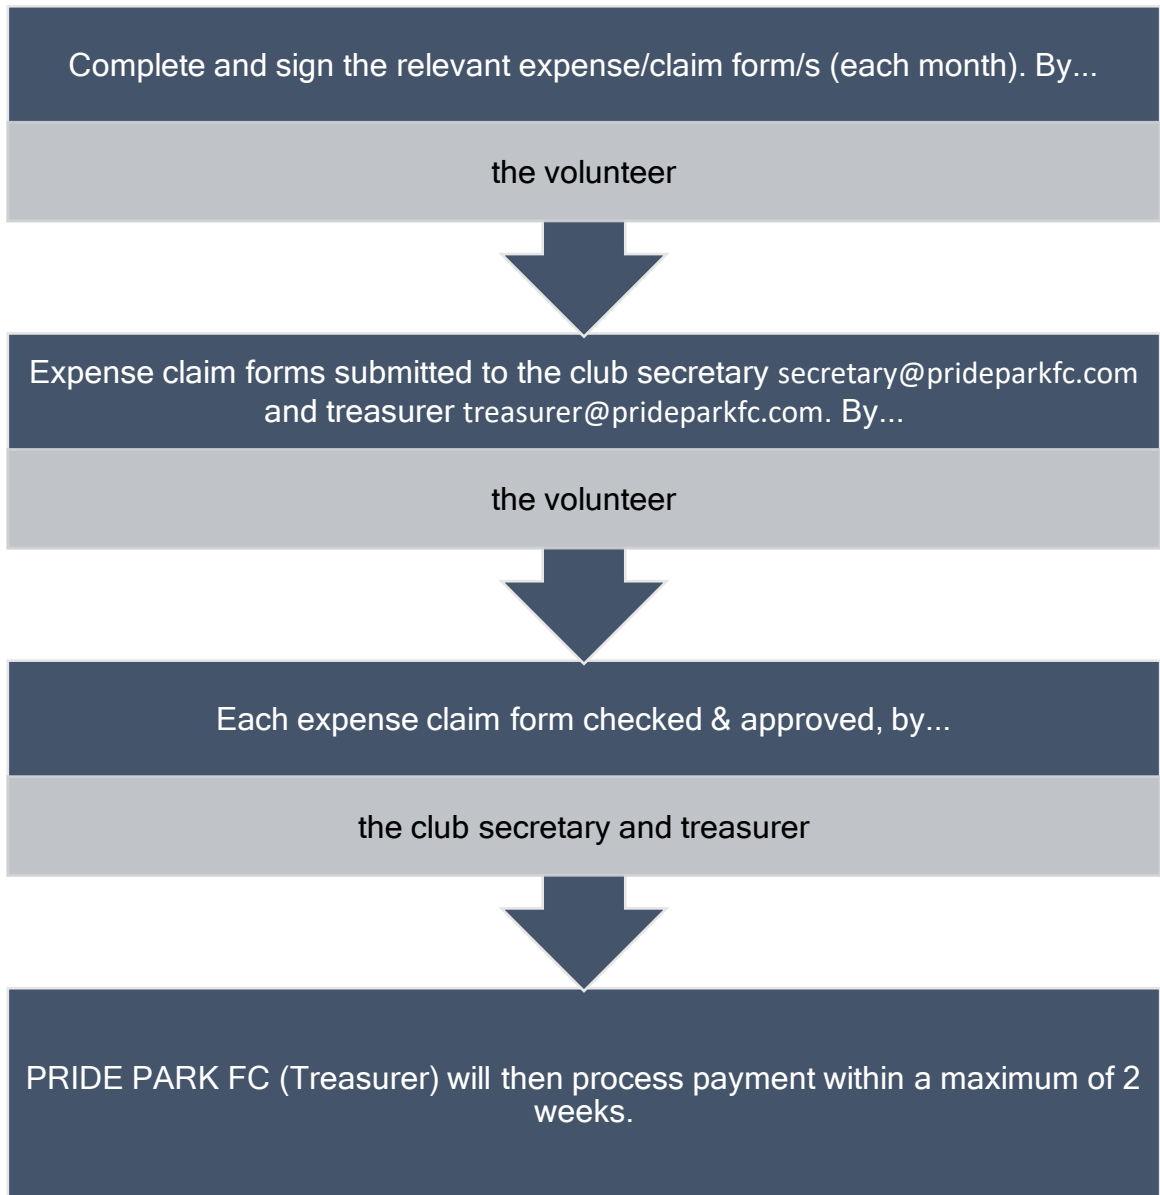 Complete and sign the relevant expense/claim form/s (each month). By...
the volunteer
Expense claim forms submitted to the club secretary secretary@prideparkfc.com
and treasurer treasurer@prideparkfc.com. By...
the volunteer
Each expense claim form checked & approved, by...
the club secretary and treasurer
PRIDE PARK FC (Treasurer) will then process payment within a maximum of 2
weeks.